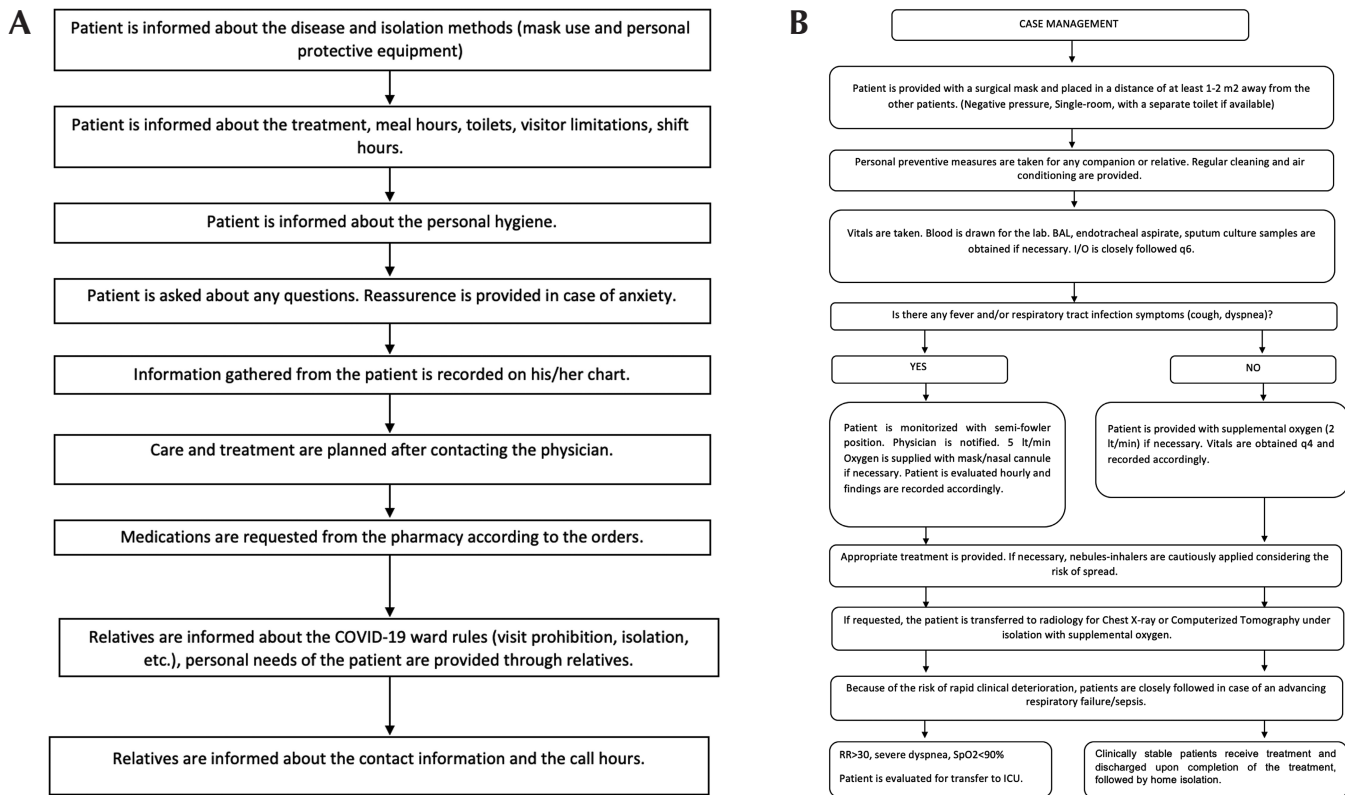 A
Patient is informed about the disease and isolation methods (mask use and personal
protective equipment)
Patient is informed about the treatment, meal hours, toilets, visitor limitations, shift
hours.
Patient is informed about the personal hygiene.
Patient is asked about any questions. Reassurence is provided in case of anxiety.
Information gathered from the patient is recorded on his/her chart.
Care and treatment are planned after contacting the physician.
Medications are requested from the pharmacy according to the orders.
Relatives are informed about the COVID-19 ward rules (visit prohibition, isolation,
etc.), personal needs of the patient are provided through relatives.
Relatives are informed about the contact information and the call hours.
B
CASE MANAGEMENT
Patient is provided with a surgical mask and placed in a distance of at least 1-2 m2 away from the
other patients. (Negative pressure, Single-room, with a separate toilet if available)
Personal preventive measures are taken for any companion or relative. Regular cleaning and air
conditioning are provided.
Vitals are taken. Blood is drawn for the lab. BAL, endotracheal aspirate, sputum culture samples are
obtained if necessary. I/O is closely followed q6.
Is there any fever and/or respiratory tract infection symptoms (cough, dyspnea)?
YES
NO
Patient is monitorized with semi-fowler
position. Physician is notified. 5 lt/min
Oxygen is supplied with mask/nasal cannule
if necessary. Patient is evaluated hourly and
findings are recorded accordingly.
Patient is provided with supplemental oxygen (2
lt/min) if necessary. Vitals are obtained q4 and
recorded accordingly.
Appropriate treatment is provided. If necessary, nebules-inhalers are cautiously applied considering the
risk of spread.
If requested, the patient is transferred to radiology for Chest X-ray or Computerized Tomography under
isolation with supplemental oxygen.
Because of the risk of rapid clinical deterioration, patients are closely followed in case of an advancing
respiratory failure/sepsis.
RR>30, severe dyspnea, SpO2<90%
Patient is evaluated for transfer to ICU.
Clinically stable patients receive treatment and
discharged upon completion of the treatment,
followed by home isolation.